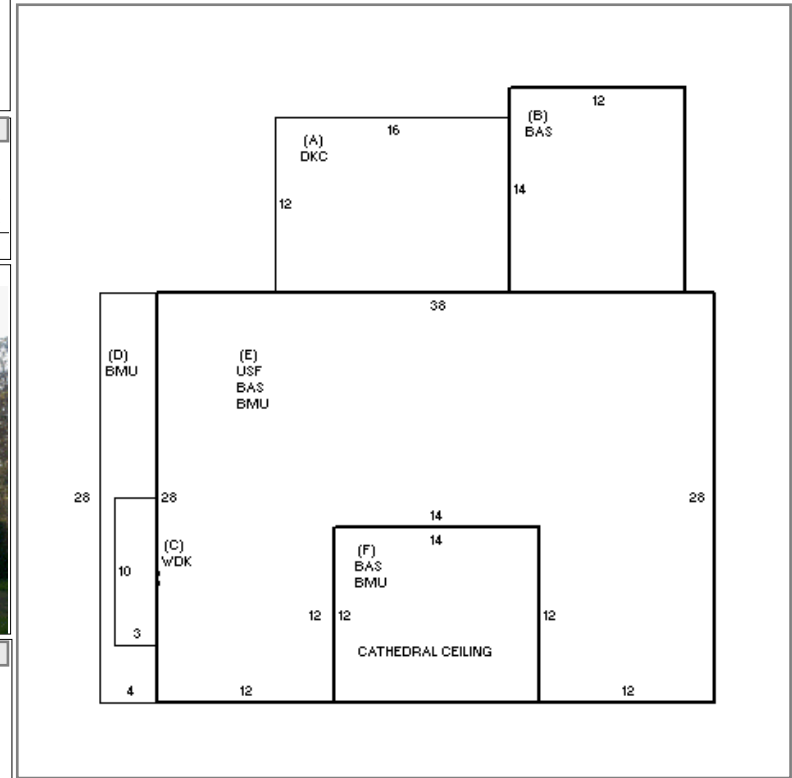 12
(B)
BAS
16
(A)
DKC
12
14
38
(D)
BMU
(E)
USF
BAS
BMU
28
28
28
14
14
(C)
WDK
(F)
BAS
BMU
10
12
12
12
3
CATHEDRAL CEILING
4
12
12